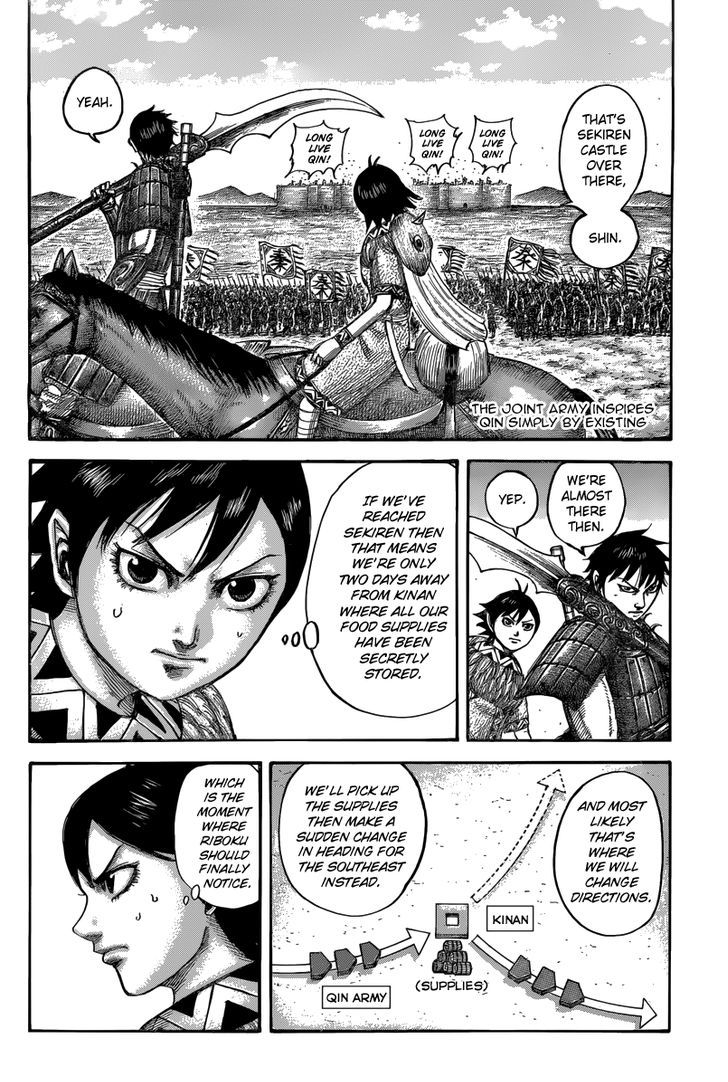 THAT'S
SEKIREN
CASTLE
OVER
THERE,
SHIN.
LONG
LIVE
QIN!
LONG
LIVE
QIN!
LONG
LIVE
QIN!
YEAH.
秦
秦
秦
秦
THE JOINT ARMY INSPIRES
QIN SIMPLY BY EXISTING
WE'RE
ALMOST
THERE
THEN.
YEP.
IF WE'VE
REACHED
SEKIREN THEN
THAT MEANS
WE'RE ONLY
TWO DAYS AWAY
FROM KINAN
WHERE ALL OUR
FOOD SUPPLIES
HAVE BEEN
SECRETLY
STORED.
AND MOST
LIKELY
THAT'S
WHERE
WE WILL
CHANGE
DIRECTIONS.
WE'LL PICK UP
THE SUPPLIES
THEN MAKE A
SUDDEN CHANGE
IN HEADING FOR
THE SOUTHEAST
INSTEAD.
KINAN
(SUPPLIES)
QIN ARMY
WHICH
IS THE
MOMENT
WHERE
RIBOKU
SHOULD
FINALLY
NOTICE.